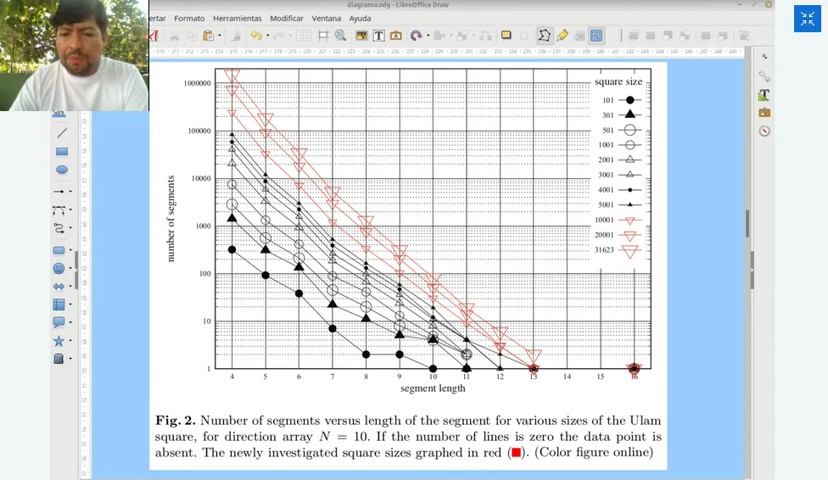 diagrama.odg - LibreOffice Draw
ertar Formato Herramientas Modificar Ventana Ayuda
square size
101
301
501
1001
2001
3001
4001
5001
10001
20001
31623
number of segments
1000000
100000
10000
1000
100
10
1
4 5 6 7 8 9 10 11 12 13 14 15 16
segment length
Fig. 2. Number of segments versus length of the segment for various sizes of the Ulam
square, for direction array N = 10. If the number of lines is zero the data point is
absent. The newly investigated square sizes graphed in red (■). (Color figure online)